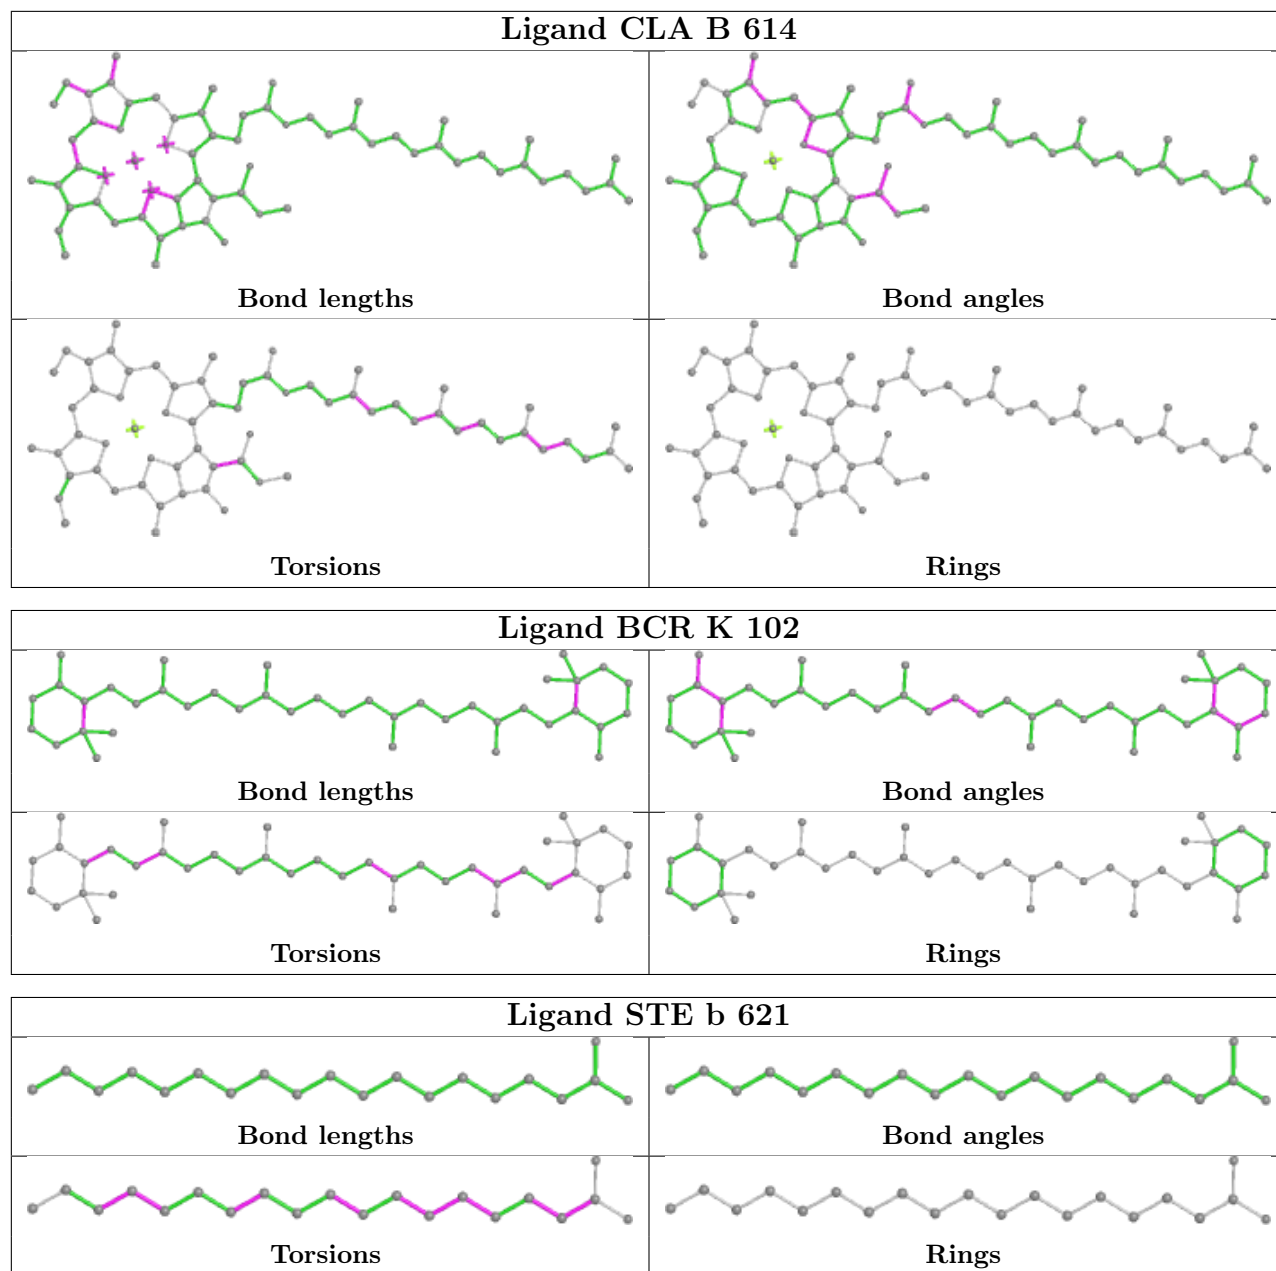 Ligand CLA B 614
Bond lengths
Bond angles
Torsions
Rings
Ligand BCR K 102
Bond lengths
Bond angles
Torsions
Rings
Ligand STE b 621
Bond lengths
Bond angles
Torsions
Rings